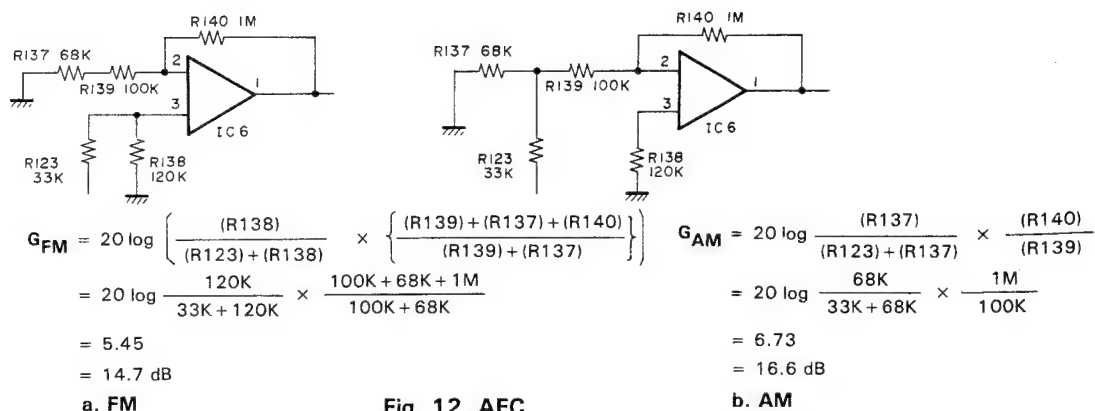 R140 1M
R137 68K
R139 100K
2
3
1
IC6
R123
33K
R138
120K
G_FM = 20 log ( (R138) / (R123)+(R138) × { (R139)+(R137)+(R140) / (R139)+(R137) } )
= 20 log 120K / 33K+120K × 100K+68K+1M / 100K+68K
= 5.45
= 14.7 dB
a. FM
R140 1M
R137 68K
R139 100K
2
3
1
IC6
R123
33K
R138
120K
G_AM = 20 log (R137) / (R123)+(R137) × (R140) / (R139)
= 20 log 68K / 33K+68K × 1M / 100K
= 6.73
= 16.6 dB
b. AM
Fig. 12 AFC